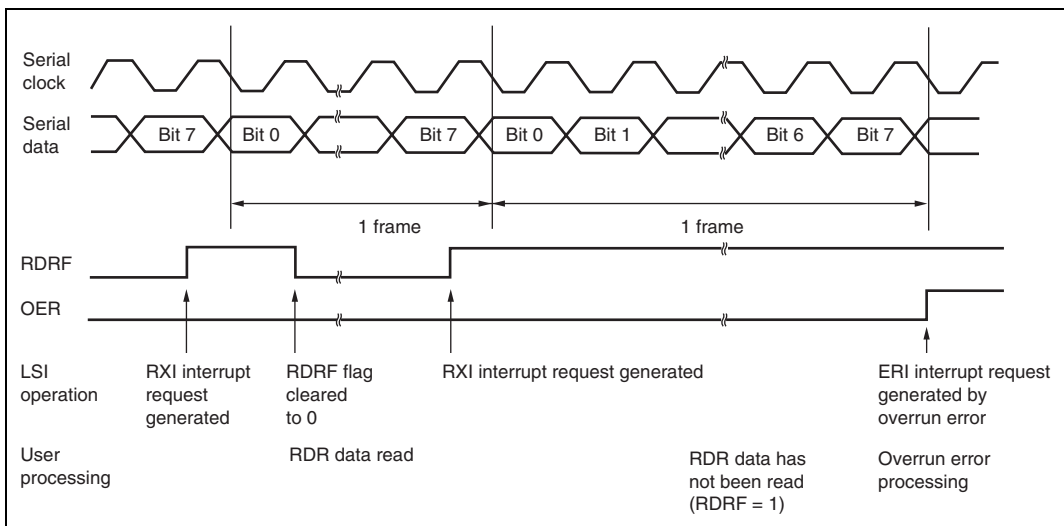 Serial
clock
Serial
data
Bit 7 Bit 0 Bit 7 Bit 0 Bit 1 Bit 6 Bit 7
1 frame 1 frame
RDRF
OER
LSI
operation
RXI interrupt
request
generated
RDRF flag
cleared
to 0
RXI interrupt request generated
ERI interrupt request
generated by
overrun error
User
processing
RDR data read
RDR data has
not been read
(RDRF = 1)
Overrun error
processing